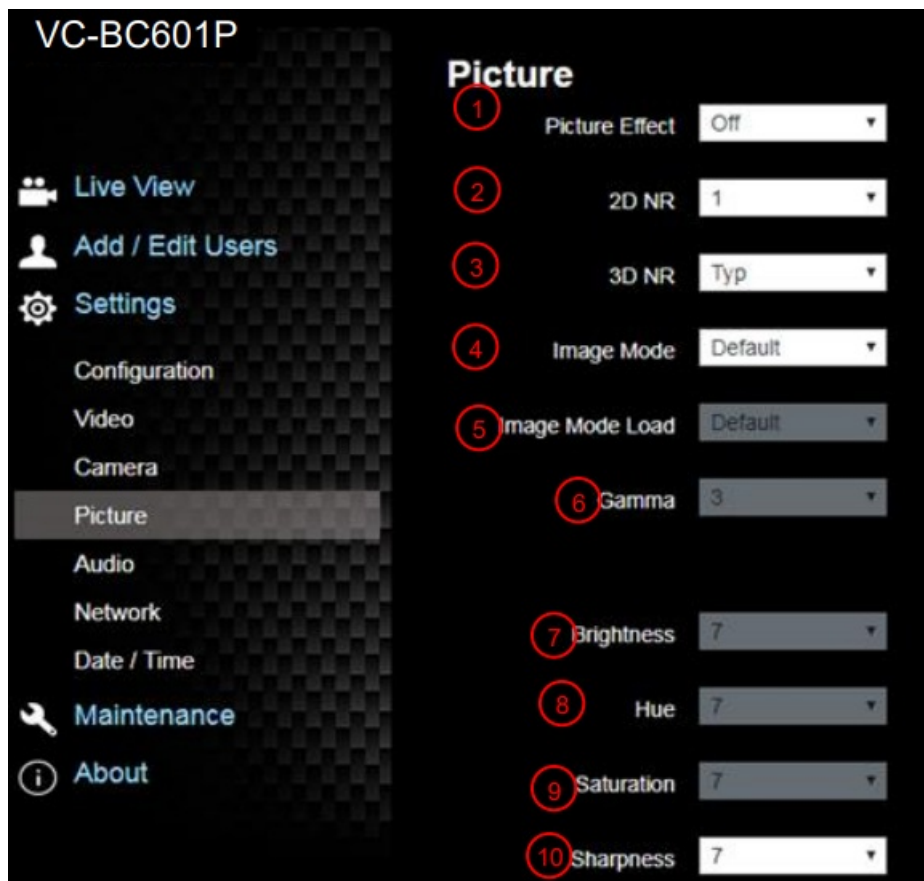 VC-BC601P
Live View
Add / Edit Users
Settings
Configuration
Video
Camera
Picture
Audio
Network
Date / Time
Maintenance
About
Picture
1 Picture Effect Off
2 2D NR 1
3 3D NR Typ
4 Image Mode Default
5 Image Mode Load Default
6 Gamma 3
7 Brightness 7
8 Hue 7
9 Saturation 7
10 Sharpness 7